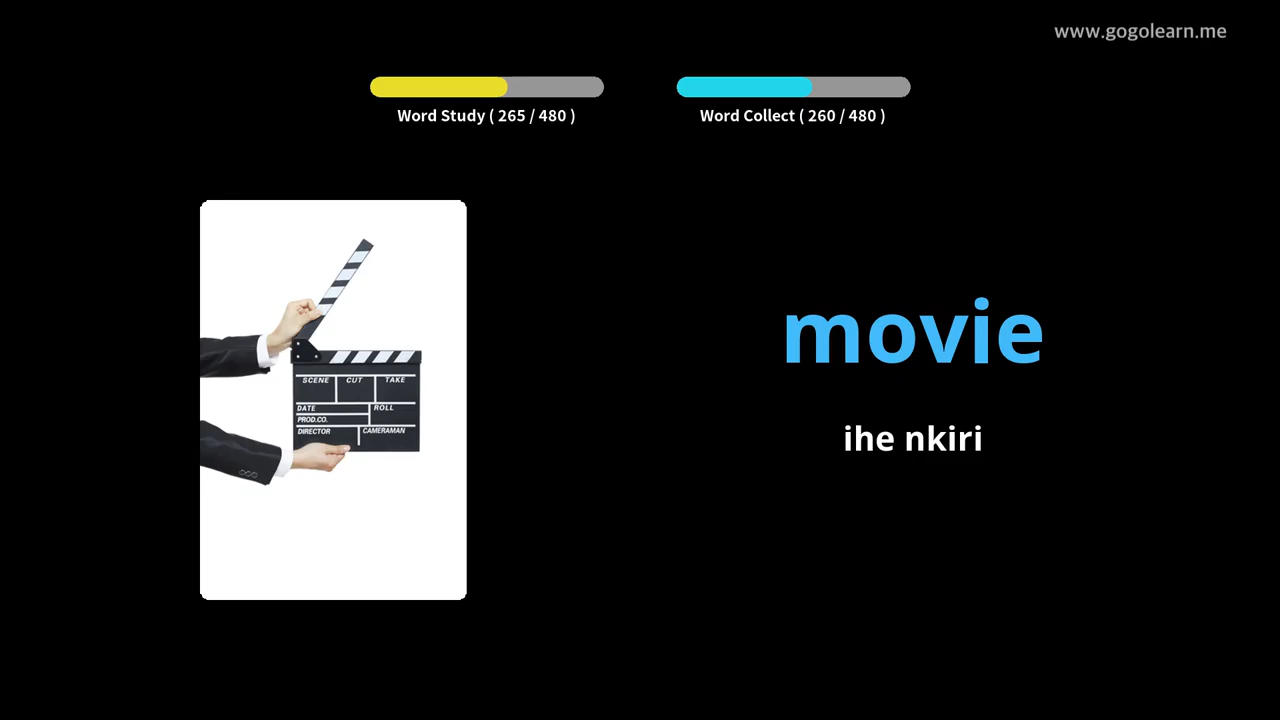 www.gogolearn.me
Word Study ( 265 / 480 )
Word Collect ( 260 / 480 )
SCENE CUT TAKE
DATE ROLL
PROD.CO.
DIRECTOR CAMERAMAN
movie
ihe nkiri